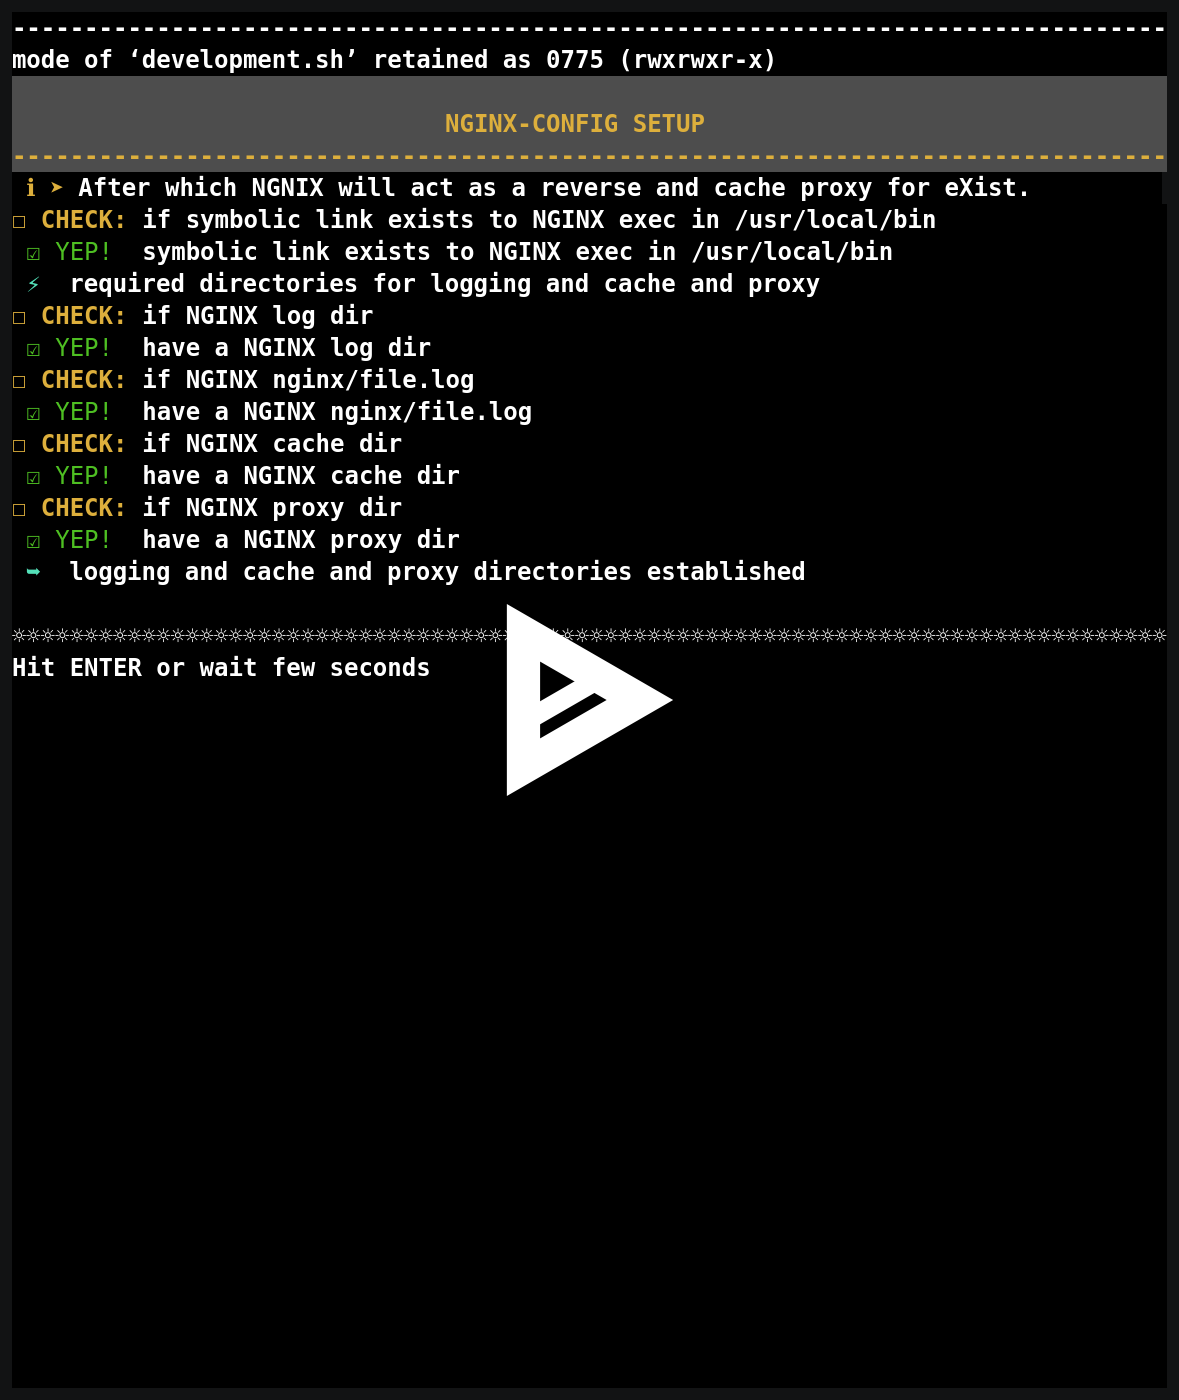 --------------------------------------------------------------------------------
mode of ‘development.sh’ retained as 0775 (rwxrwxr-x)
NGINX-CONFIG SETUP
--------------------------------------------------------------------------------
ℹ ➤ After which NGNIX will act as a reverse and cache proxy for eXist.
☐ CHECK: if symbolic link exists to NGINX exec in /usr/local/bin
☑ YEP! symbolic link exists to NGINX exec in /usr/local/bin
⚡ required directories for logging and cache and proxy
☐ CHECK: if NGINX log dir
☑ YEP! have a NGINX log dir
☐ CHECK: if NGINX nginx/file.log
☑ YEP! have a NGINX nginx/file.log
☐ CHECK: if NGINX cache dir
☑ YEP! have a NGINX cache dir
☐ CHECK: if NGINX proxy dir
☑ YEP! have a NGINX proxy dir
➥ logging and cache and proxy directories established
☼☼☼☼☼☼☼☼☼☼☼☼☼☼☼☼☼☼☼☼☼☼☼☼☼☼☼☼☼☼☼☼☼☼☼☼☼☼☼☼☼☼☼☼☼☼☼☼☼☼☼☼☼☼☼☼☼☼☼☼☼☼☼☼☼☼☼☼☼☼☼☼☼☼☼☼☼☼☼☼
Hit ENTER or wait few seconds